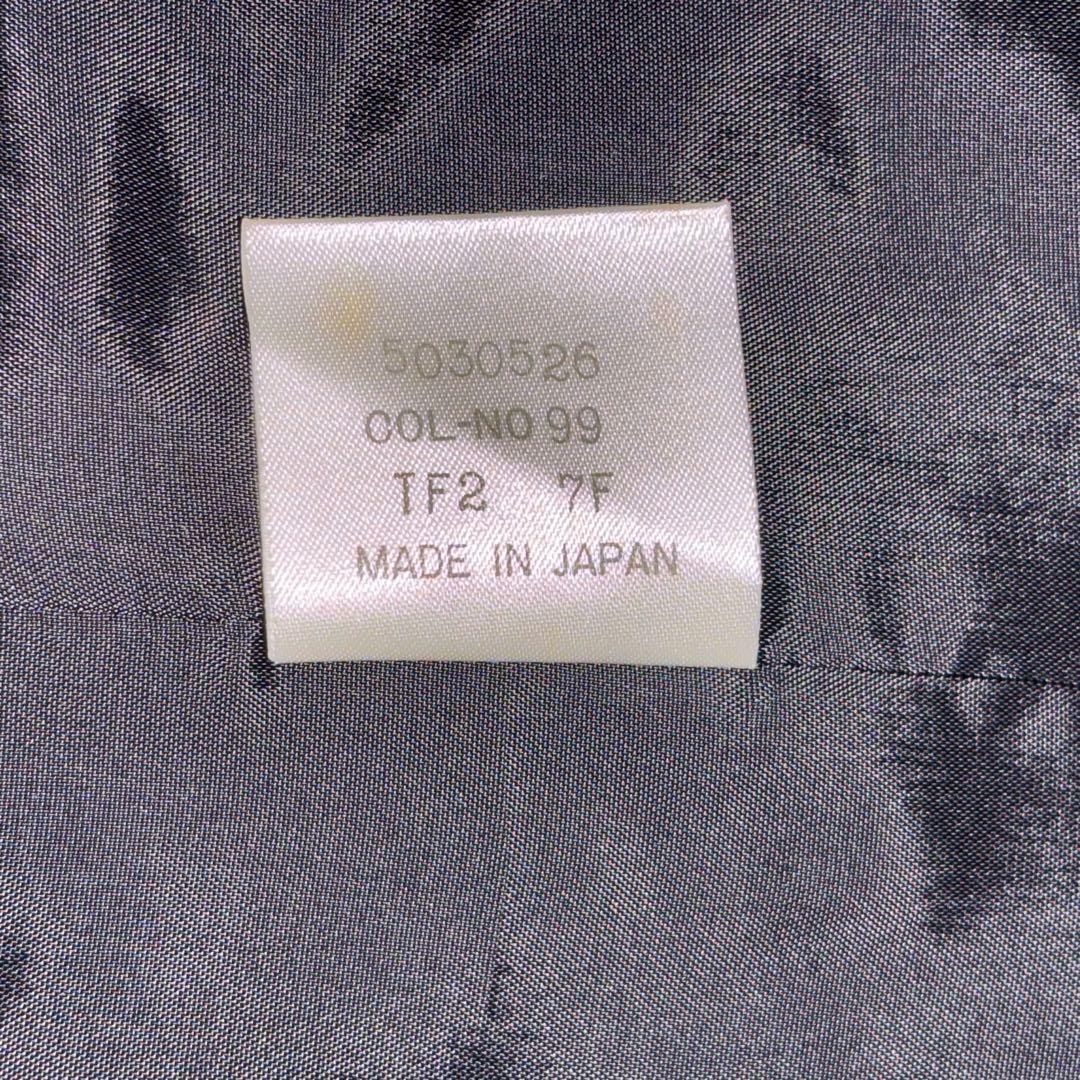 5030526
COL-NO 99
TF2 7F
MADE IN JAPAN